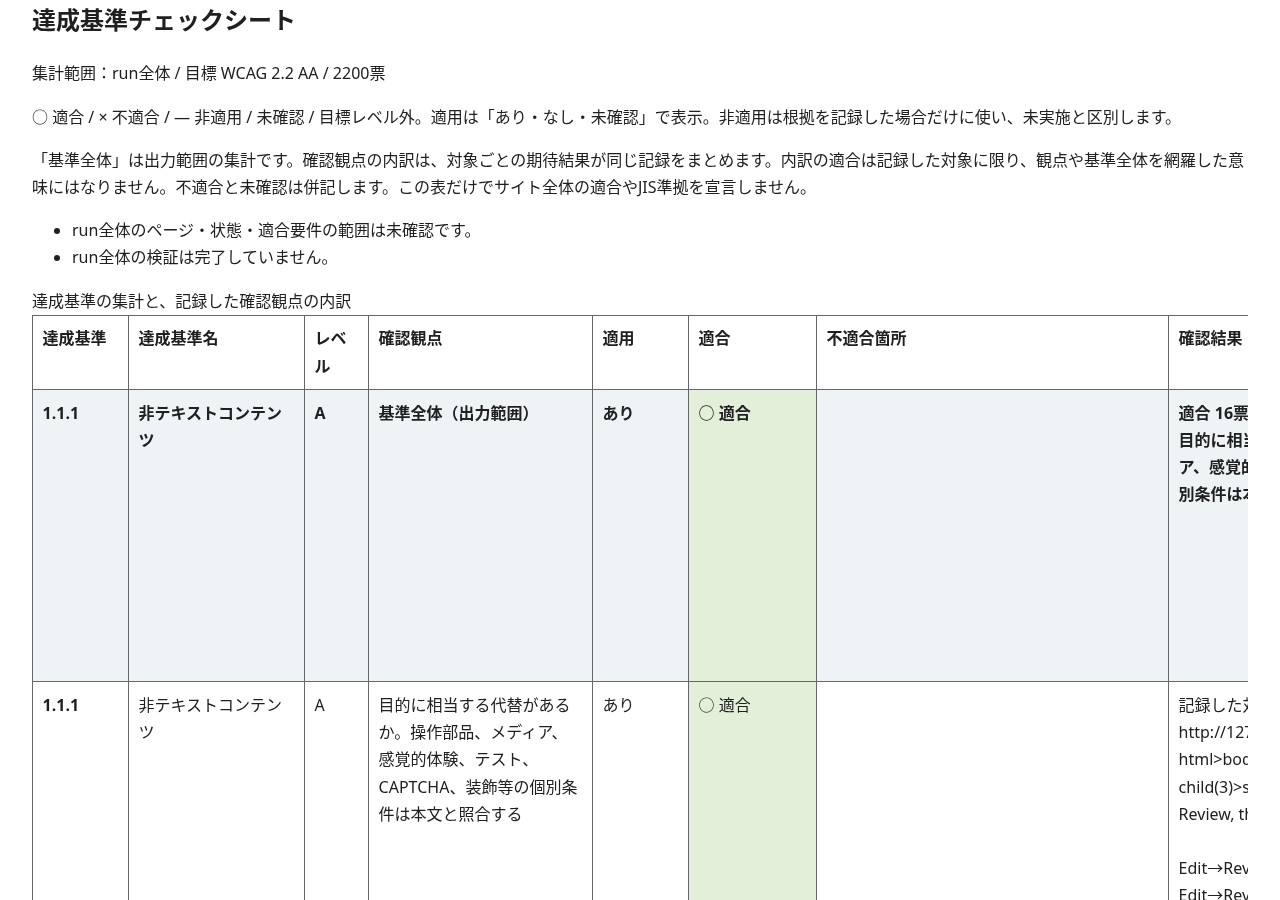 達成基準チェックシート
集計範囲：run全体 / 目標 WCAG 2.2 AA / 2200票
〇 適合 / × 不適合 / — 非適用 / 未確認 / 目標レベル外。適用は「あり・なし・未確認」で表示。非適用は根拠を記録した場合だけに使い、未実施と区別します。
「基準全体」は出力範囲の集計です。確認観点の内訳は、対象ごとの期待結果が同じ記録をまとめます。内訳の適合は記録した対象に限り、観点や基準全体を網羅した意
味にはなりません。不適合と未確認は併記します。この表だけでサイト全体の適合やJIS準拠を宣言しません。
• run全体のページ・状態・適合要件の範囲は未確認です。
• run全体の検証は完了していません。
達成基準の集計と、記録した確認観点の内訳
達成基準 達成基準名 レベ 確認観点 適用 適合 不適合箇所 確認結果
ル
1.1.1 非テキストコンテン A 基準全体（出力範囲） あり 〇 適合 適合 16票
ツ 目的に相
ア、感覚的
別条件は
1.1.1 非テキストコンテン A 目的に相当する代替がある あり 〇 適合 記録した
ツ か。操作部品、メディア、 http://127
感覚的体験、テスト、 html>bod
CAPTCHA、装飾等の個別条 child(3)>s
件は本文と照合する Review, th
Edit→Rev
Edit→Rev